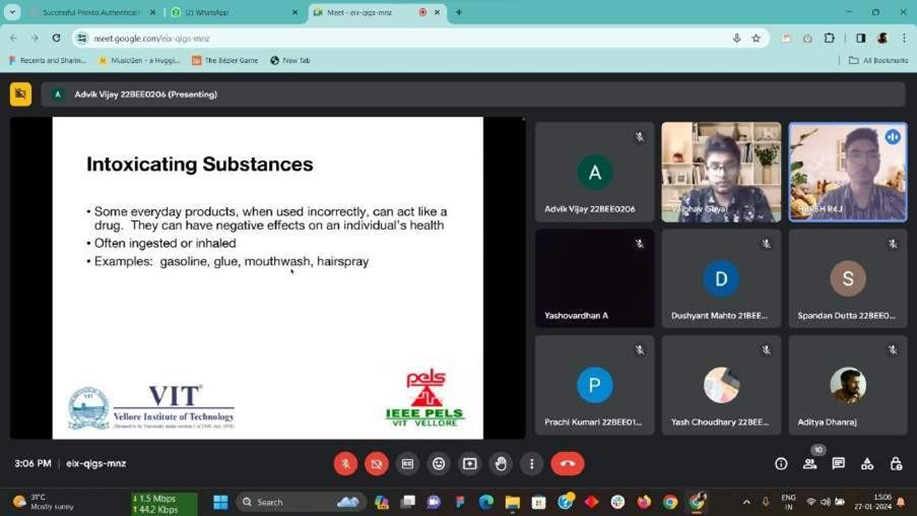 Successful Pronto Authentical
(2) WhatsApp
Meet - eix-qigs-mnz
meet.google.com/eix-qigs-mnz
Recents and Sharin...
MusicGen - a Huggi...
The Bézier Game
New Tab
All Bookmarks
A
Advik Vijay 22BEE0206 (Presenting)
Intoxicating Substances
• Some everyday products, when used incorrectly, can act like a
drug. They can have negative effects on an individual's health
• Often ingested or inhaled
• Examples: gasoline, glue, mouthwash, hairspray
VIT
Vellore Institute of Technology
pels
IEEE PELS
VIT VELLORE
A
Advik Vijay 22BEE0206
Vaibhav Goyal
HARSH R4J
Yashovardhan A
D
Dushyant Mahto 21BEE...
S
Spandan Dutta 22BEE0...
P
Prachi Kumari 22BEE01...
Yash Choudhary 22BEE...
Aditya Dhanraj
3:06 PM
eix-qigs-mnz
10
31°C
Mostly sunny
↓ 1.5 Mbps
↑ 44.2 Kbps
Search
ENG
IN
15:06
27-01-2024